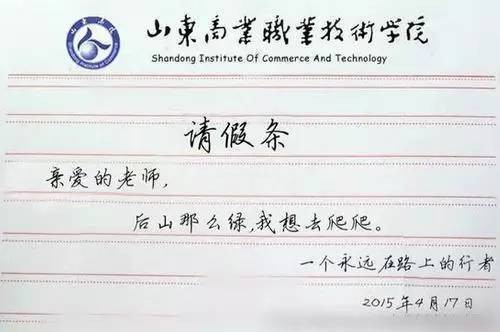 山东商業職業技術学院
Shandong Institute Of Commerce And Technology
请假条
亲爱的老师,
后山那么绿,我想去爬爬。
一个永远在路上的行者
2015年4月17日